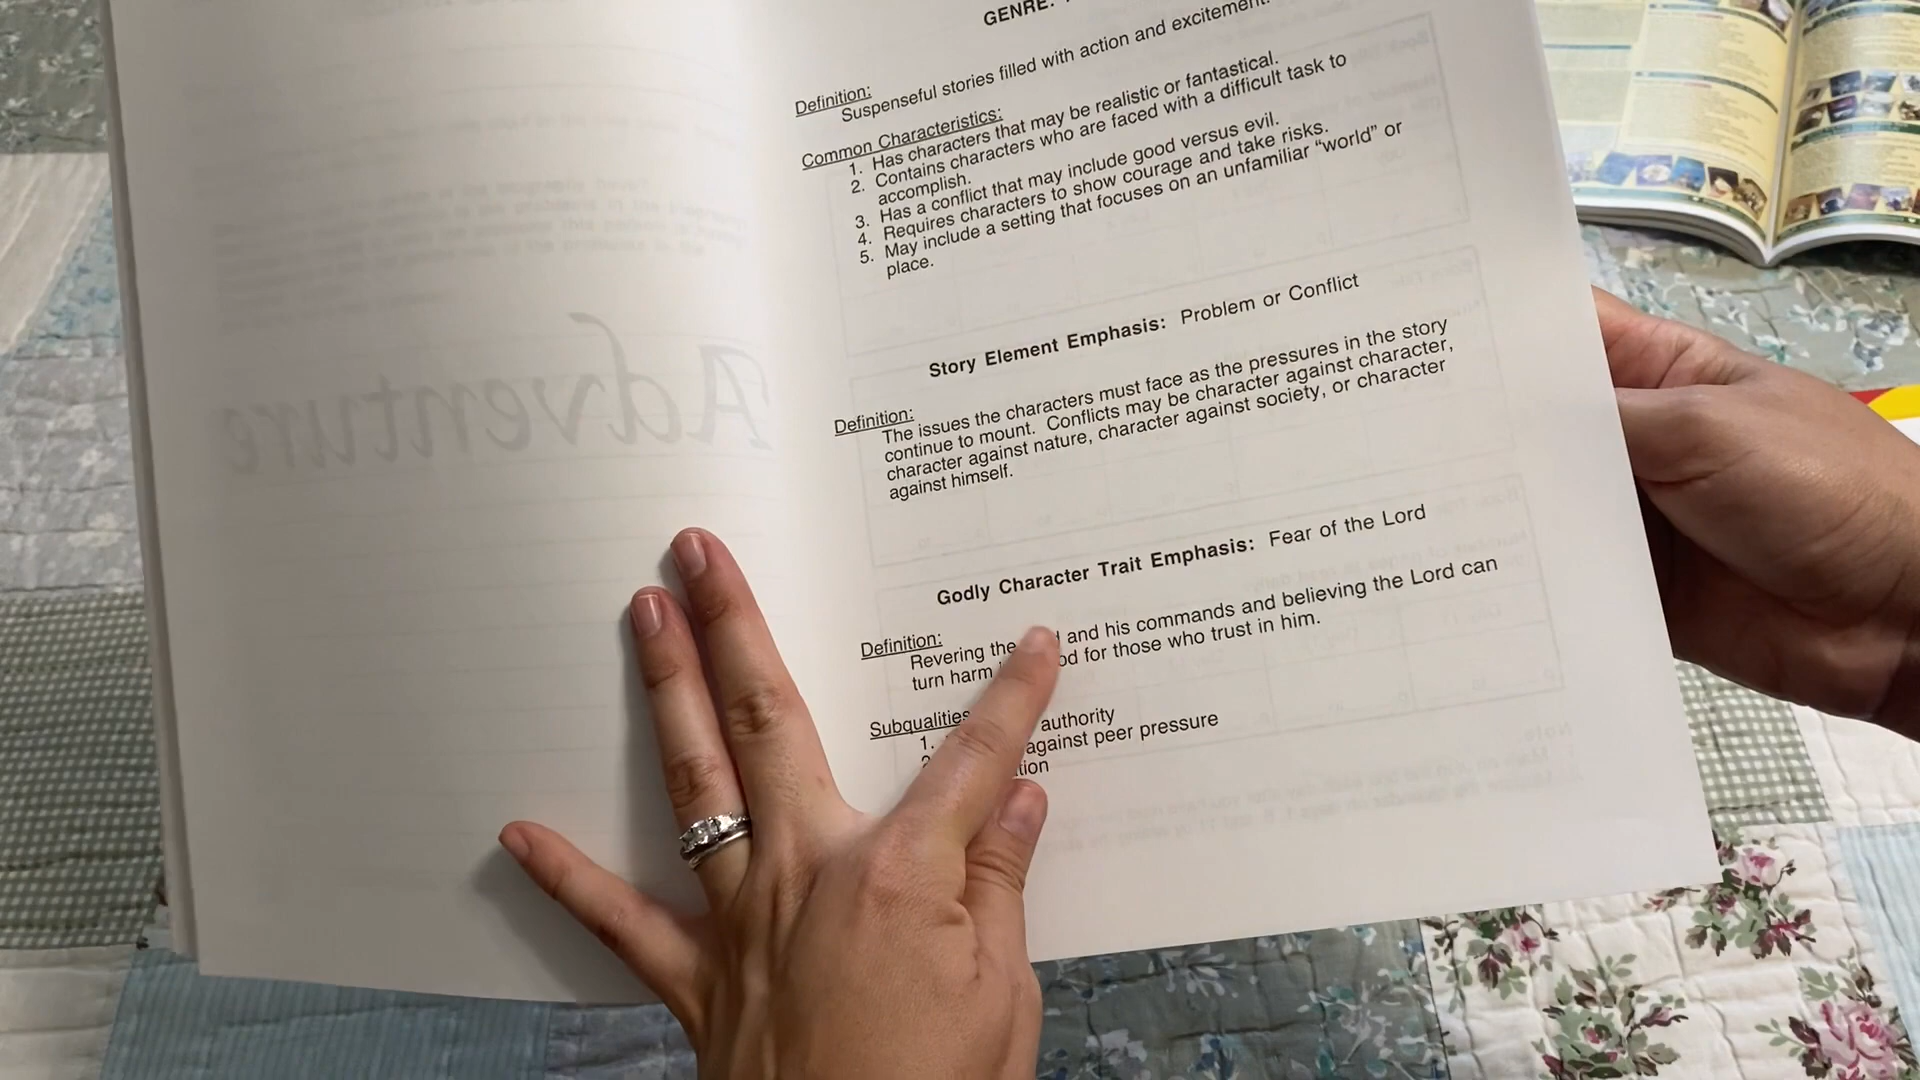 GENRE:
Definition:
Suspenseful stories filled with action and excitement.
Common Characteristics:
1. Has characters that may be realistic or fantastical.
2. Contains characters who are faced with a difficult task to
accomplish.
3. Has a conflict that may include good versus evil.
4. Requires characters to show courage and take risks.
5. May include a setting that focuses on an unfamiliar “world” or
place.
Story Element Emphasis: Problem or Conflict
Definition:
The issues the characters must face as the pressures in the story
continue to mount. Conflicts may be character against character,
character against nature, character against society, or character
against himself.
Godly Character Trait Emphasis: Fear of the Lord
Definition:
Revering the and his commands and believing the Lord can
turn harm for those who trust in him.
Subqualities
1. authority
against peer pressure
Adventure